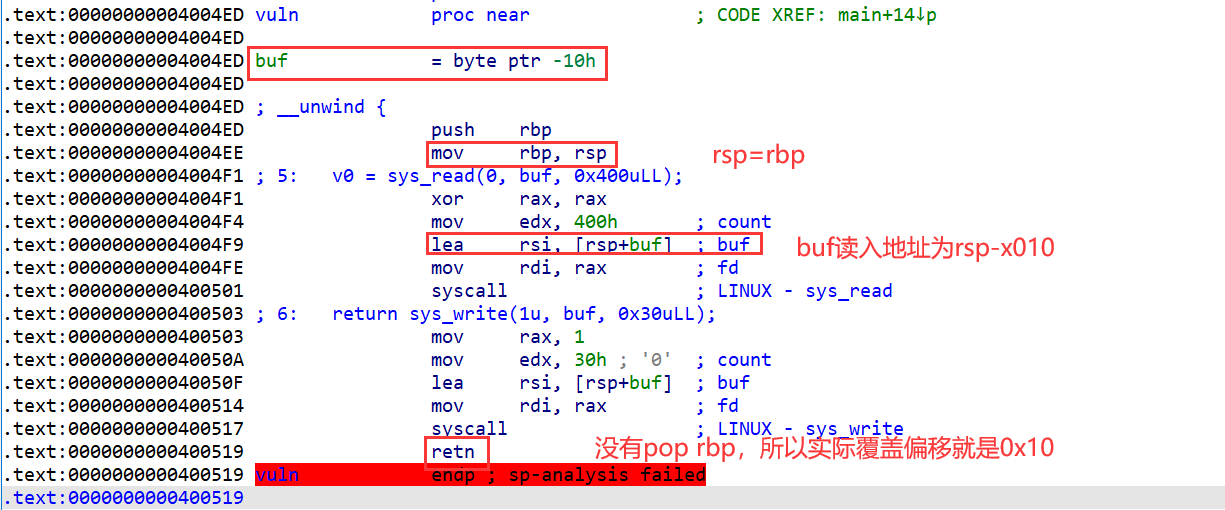 .text:00000000004004ED vuln proc near ; CODE XREF: main+14↓p
.text:00000000004004ED
.text:00000000004004ED buf = byte ptr -10h
.text:00000000004004ED
.text:00000000004004ED ; __unwind {
.text:00000000004004ED push rbp
.text:00000000004004EE mov rbp, rsp rsp=rbp
.text:00000000004004F1 ; 5: v0 = sys_read(0, buf, 0x400uLL);
.text:00000000004004F1 xor rax, rax
.text:00000000004004F4 mov edx, 400h ; count
.text:00000000004004F9 lea rsi, [rsp+buf] ; buf buf读入地址为rsp-x010
.text:00000000004004FE mov rdi, rax ; fd
.text:0000000000400501 syscall ; LINUX - sys_read
.text:0000000000400503 ; 6: return sys_write(1u, buf, 0x30uLL);
.text:0000000000400503 mov rax, 1
.text:000000000040050A mov edx, 30h ; '0' ; count
.text:000000000040050F lea rsi, [rsp+buf] ; buf
.text:0000000000400514 mov rdi, rax ; fd
.text:0000000000400517 syscall ; LINUX - sys_write
.text:0000000000400519 retn 没有pop rbp，所以实际覆盖偏移就是0x10
.text:0000000000400519 vuln endp ; sp-analysis failed
.text:0000000000400519